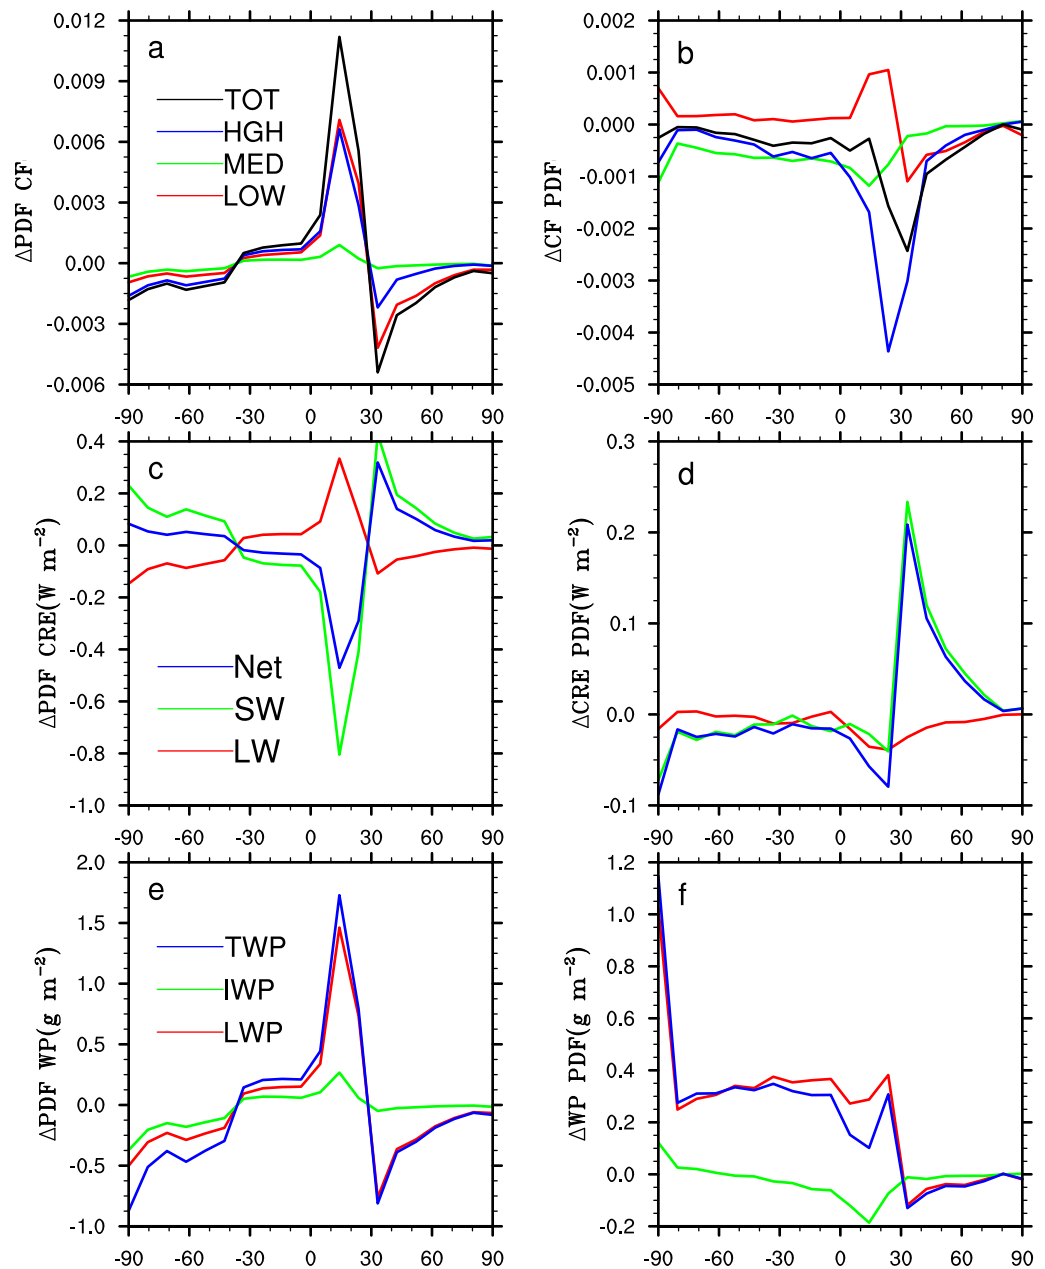 a
TOT
HGH
MED
LOW
ΔPDF CF
0.012
0.009
0.006
0.003
0.000
-0.003
-0.006
-90 -60 -30 0 30 60 90
b
ΔCF PDF
0.002
0.001
0.000
-0.001
-0.002
-0.003
-0.004
-0.005
-90 -60 -30 0 30 60 90
c
Net
SW
LW
ΔPDF CRE(W m⁻²)
0.4
0.2
0.0
-0.2
-0.4
-0.6
-0.8
-1.0
-90 -60 -30 0 30 60 90
d
ΔCRE PDF(W m⁻²)
0.3
0.2
0.1
0.0
-0.1
-90 -60 -30 0 30 60 90
e
TWP
IWP
LWP
ΔPDF WP(g m⁻²)
2.0
1.5
1.0
0.5
0.0
-0.5
-1.0
-90 -60 -30 0 30 60 90
f
ΔWP PDF(g m⁻²)
1.2
1.0
0.8
0.6
0.4
0.2
0.0
-0.2
-90 -60 -30 0 30 60 90